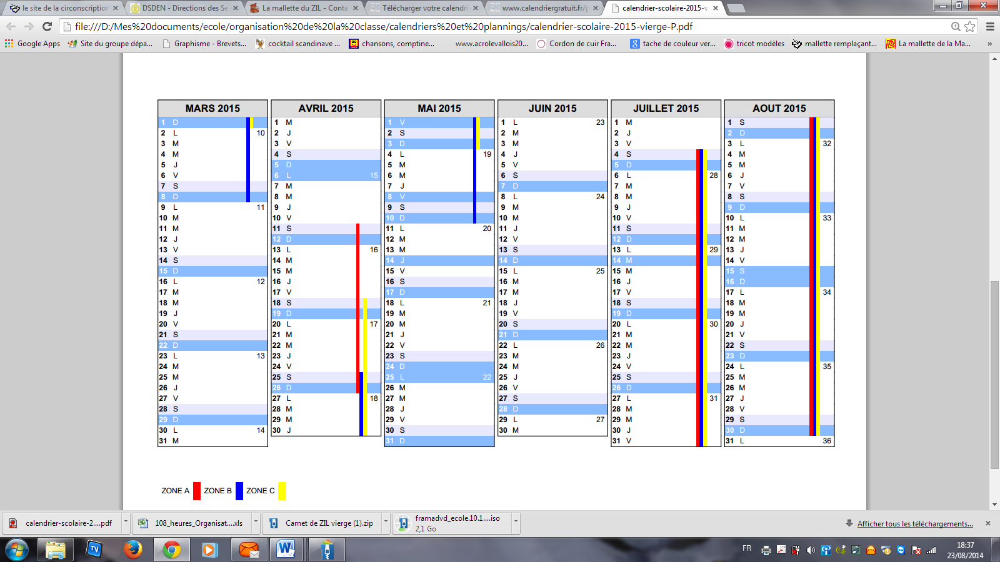 le site de la circonscription
DSDEN - Directions des Se
La mallette du ZIL - Conta
Télécharger votre calendri
www.calendriergratuit.fr/p
calendrier-scolaire-2015-v
file:///D:/Mes%20documents/ecole/organisation%20de%20la%20classe/calendriers%20et%20plannings/calendrier-scolaire-2015-vierge-P.pdf
Google Apps
Site du groupe dépa...
Graphisme - Brevets...
cocktail scandinave ...
chansons, comptine...
www.acrolevallois20...
Cordon de cuir Fra...
tache de couleur ver...
tricot modèles
mallette remplaçant...
La mallette de la Ma...
»
MARS 2015
1 D
2 L 10
3 M
4 M
5 J
6 V
7 S
8 D
9 L 11
10 M
11 M
12 J
13 V
14 S
15 D
16 L 12
17 M
18 M
19 J
20 V
21 S
22 D
23 L 13
24 M
25 M
26 J
27 V
28 S
29 D
30 L 14
31 M
AVRIL 2015
1 M
2 J
3 V
4 S
5 D
6 L 15
7 M
8 M
9 J
10 V
11 S
12 D
13 L 16
14 M
15 M
16 J
17 V
18 S
19 D
20 L 17
21 M
22 M
23 J
24 V
25 S
26 D
27 L 18
28 M
29 M
30 J
MAI 2015
1 V
2 S
3 D
4 L 19
5 M
6 M
7 J
8 V
9 S
10 D
11 L 20
12 M
13 M
14 J
15 V
16 S
17 D
18 L 21
19 M
20 M
21 J
22 V
23 S
24 D
25 L 22
26 M
27 M
28 J
29 V
30 S
31 D
JUIN 2015
1 L 23
2 M
3 M
4 J
5 V
6 S
7 D
8 L 24
9 M
10 M
11 J
12 V
13 S
14 D
15 L 25
16 M
17 M
18 J
19 V
20 S
21 D
22 L 26
23 M
24 M
25 J
26 V
27 S
28 D
29 L 27
30 M
JUILLET 2015
1 M
2 J
3 V
4 S
5 D
6 L 28
7 M
8 M
9 J
10 V
11 S
12 D
13 L 29
14 M
15 M
16 J
17 V
18 S
19 D
20 L 30
21 M
22 M
23 J
24 V
25 S
26 D
27 L 31
28 M
29 M
30 J
31 V
AOUT 2015
1 S
2 D
3 L 32
4 M
5 M
6 J
7 V
8 S
9 D
10 L 33
11 M
12 M
13 J
14 V
15 S
16 D
17 L 34
18 M
19 M
20 J
21 V
22 S
23 D
24 L 35
25 M
26 M
27 J
28 V
29 S
30 D
31 L 36
ZONE A ZONE B ZONE C
calendrier-scolaire-2....pdf
108_heures_Organisat....xls
Carnet de ZIL vierge (1).zip
framadvd_ecole.10.1....iso
2,1 Go
Afficher tous les téléchargements...
FR
18:37
23/08/2014